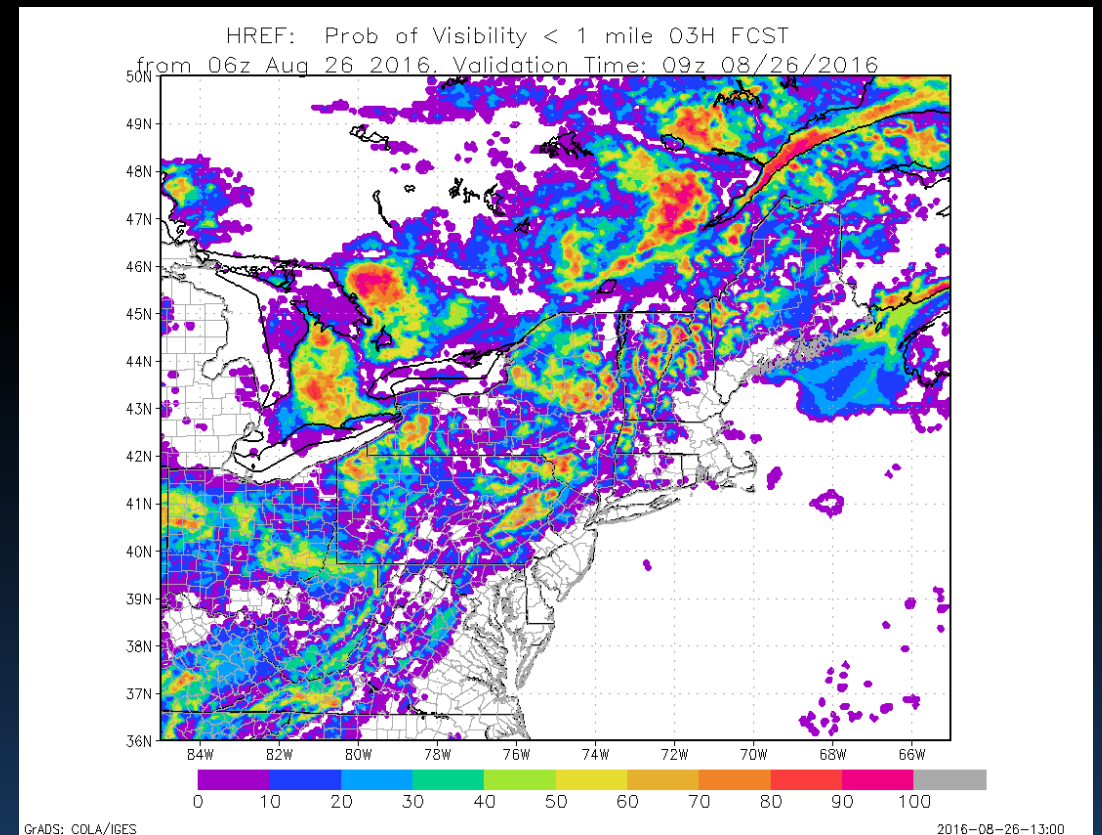 HREF: Prob of Visibility < 1 mile 03H FCST
from 06z Aug 26 2016. Validation Time: 09z 08/26/2016
50N
49N
48N
47N
46N
45N
44N
43N
42N
41N
40N
39N
38N
37N
36N
84W 82W 80W 78W 76W 74W 72W 70W 68W 66W
0 10 20 30 40 50 60 70 80 90 100
GrADS: COLA/IGES 2016-08-26-13:00